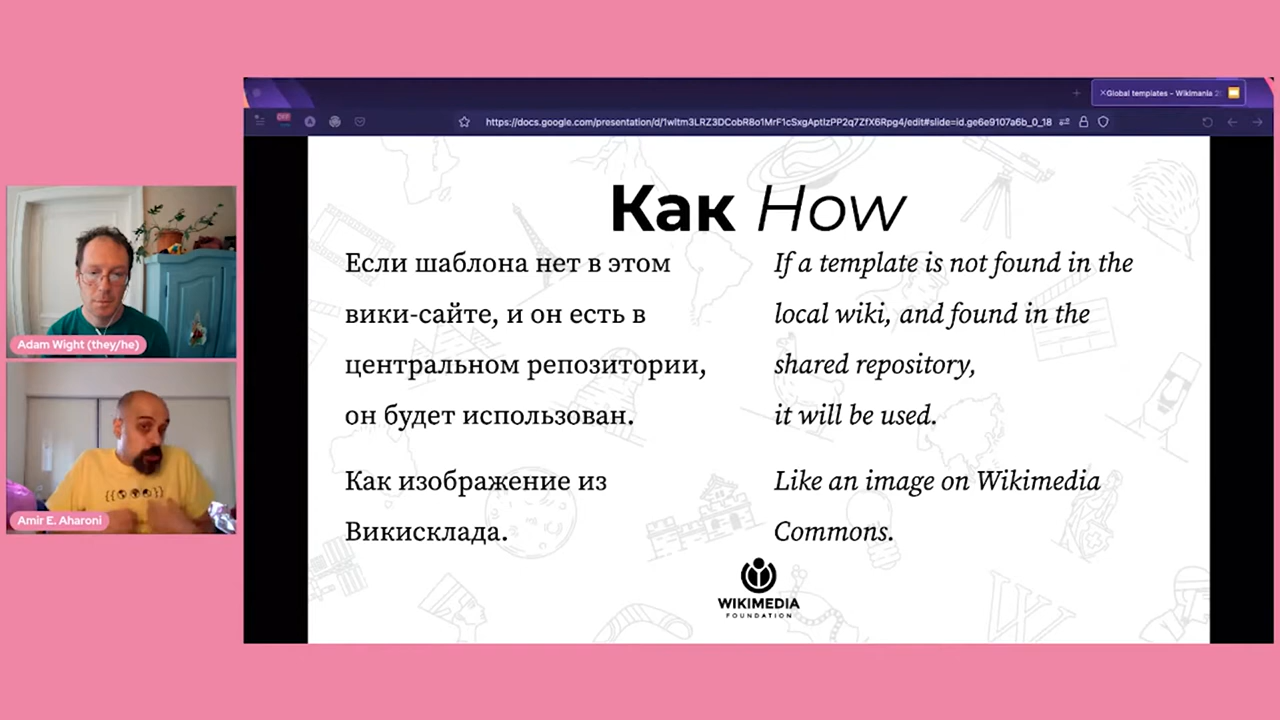 Global templates – Wikimania 2
https://docs.google.com/presentation/d/1wltm3LRZ3DCobR8o1MrF1cSxgAptIzPP2q7ZfX6Rpg4/edit#slide=id.ge6e9107a6b_0_18
Как How
Если шаблона нет в этом
вики-сайте, и он есть в
центральном репозитории,
он будет использован.
Как изображение из
Викисклада.
If a template is not found in the
local wiki, and found in the
shared repository,
it will be used.
Like an image on Wikimedia
Commons.
WIKIMEDIA
FOUNDATION
Adam Wight (they/he)
Amir E. Aharoni